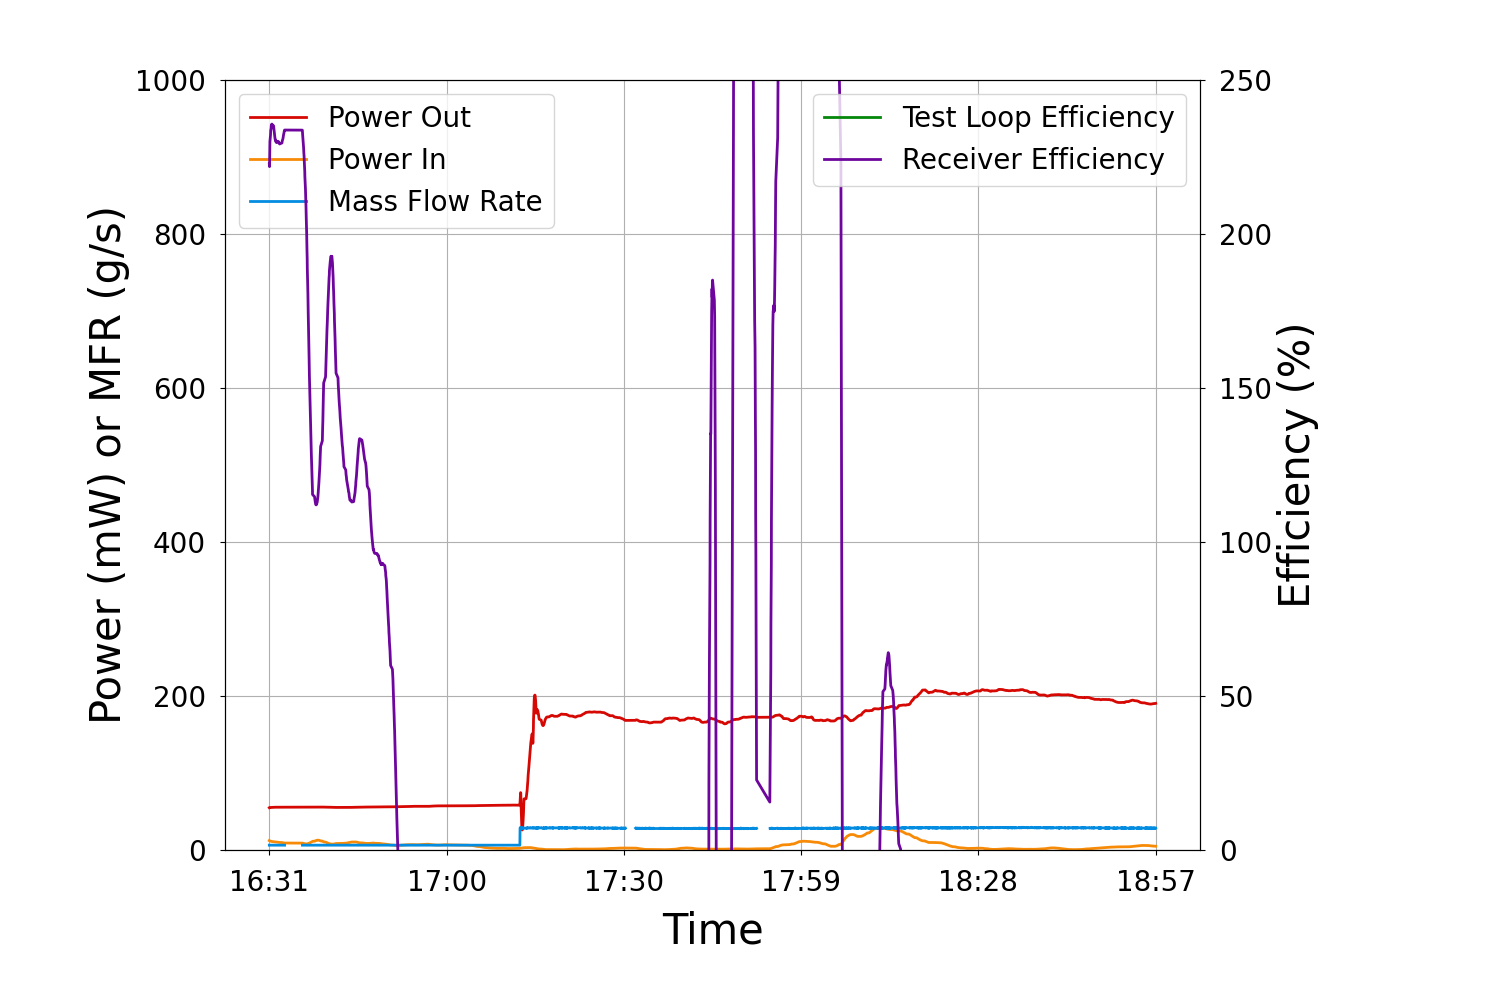 1000
800
600
400
200
0
Power (mW) or MFR (g/s)
Power Out
Power In
Mass Flow Rate
Test Loop Efficiency
Receiver Efficiency
250
200
150
100
50
0
Efficiency (%)
16:31 17:00 17:30 17:59 18:28 18:57
Time